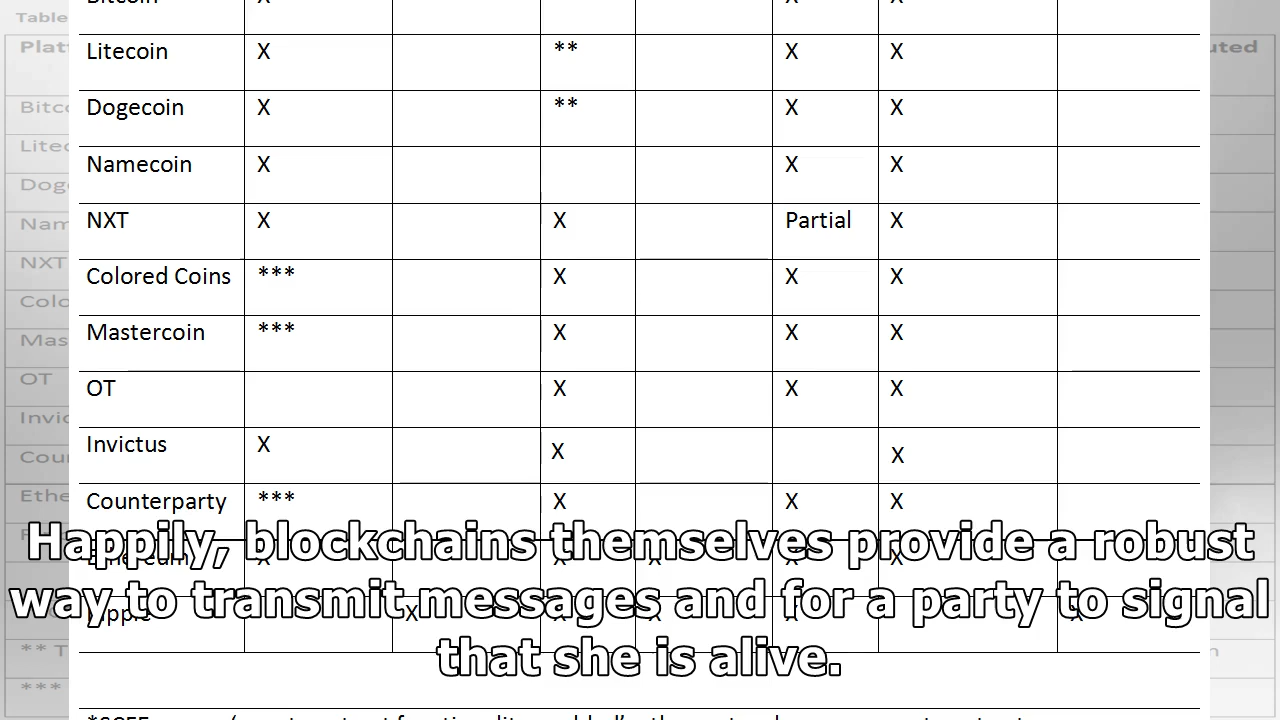 Table
Bitcoin X X X
Litecoin X ** X X
Dogecoin X ** X X
Namecoin X X X
NXT X X Partial X
Colored Coins *** X X X
Mastercoin *** X X X
OT X X X
Invictus X X X
Counterparty *** X X X
Ethereum X X X X X
Ripple X X X X X
Happily, blockchains themselves provide a robust
way to transmit messages and for a party to signal
that she is alive.